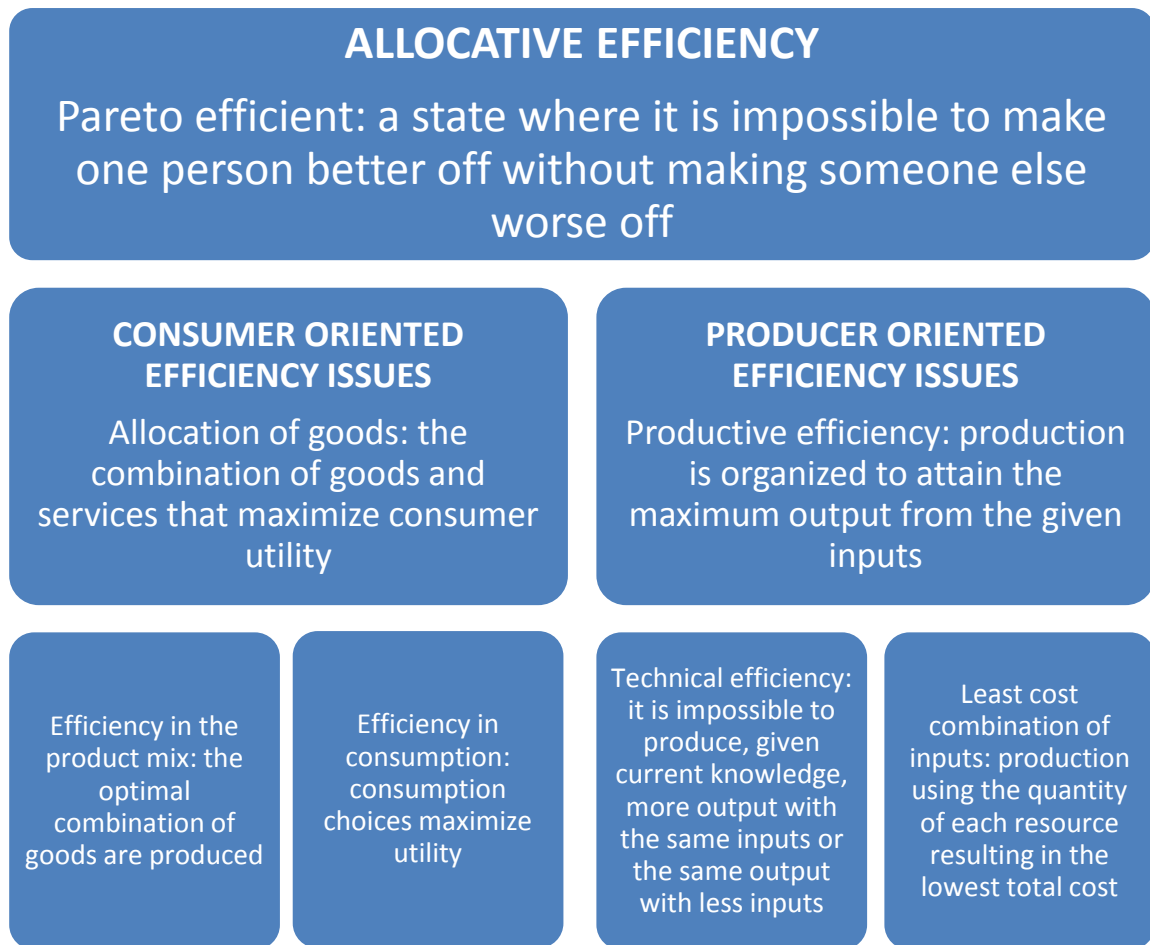 ALLOCATIVE EFFICIENCY
Pareto efficient: a state where it is impossible to make
one person better off without making someone else
worse off
CONSUMER ORIENTED
EFFICIENCY ISSUES
Allocation of goods: the
combination of goods and
services that maximize consumer
utility
PRODUCER ORIENTED
EFFICIENCY ISSUES
Productive efficiency: production
is organized to attain the
maximum output from the given
inputs
Efficiency in the
product mix: the
optimal
combination of
goods are produced
Efficiency in
consumption:
consumption
choices maximize
utility
Technical efficiency:
it is impossible to
produce, given
current knowledge,
more output with
the same inputs or
the same output
with less inputs
Least cost
combination of
inputs: production
using the quantity
of each resource
resulting in the
lowest total cost